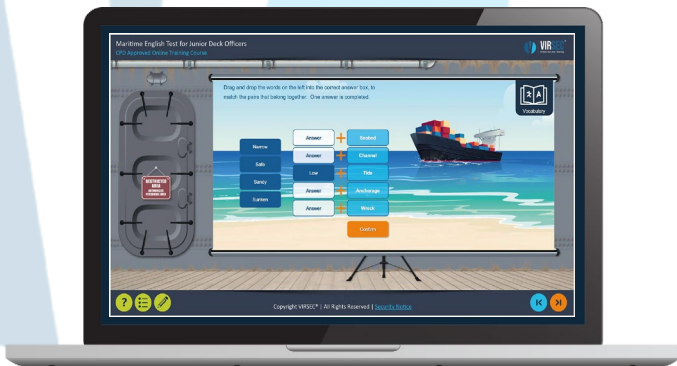 Maritime English Test for Junior Deck Officers
CPD Approved Online Training Course
VIRSEC
Drag and drop the words on the left into the correct answer box, to
match the pairs that belong together. One answer is completed.
Vocabulary
Narrow
Safe
Sandy
Sunken
Answer + Seabed
Answer + Channel
Low + Tide
Answer + Anchorage
Answer + Wreck
Confirm
RESTRICTED
AREA
?
Copyright VIRSEC® | All Rights Reserved | Security Notice